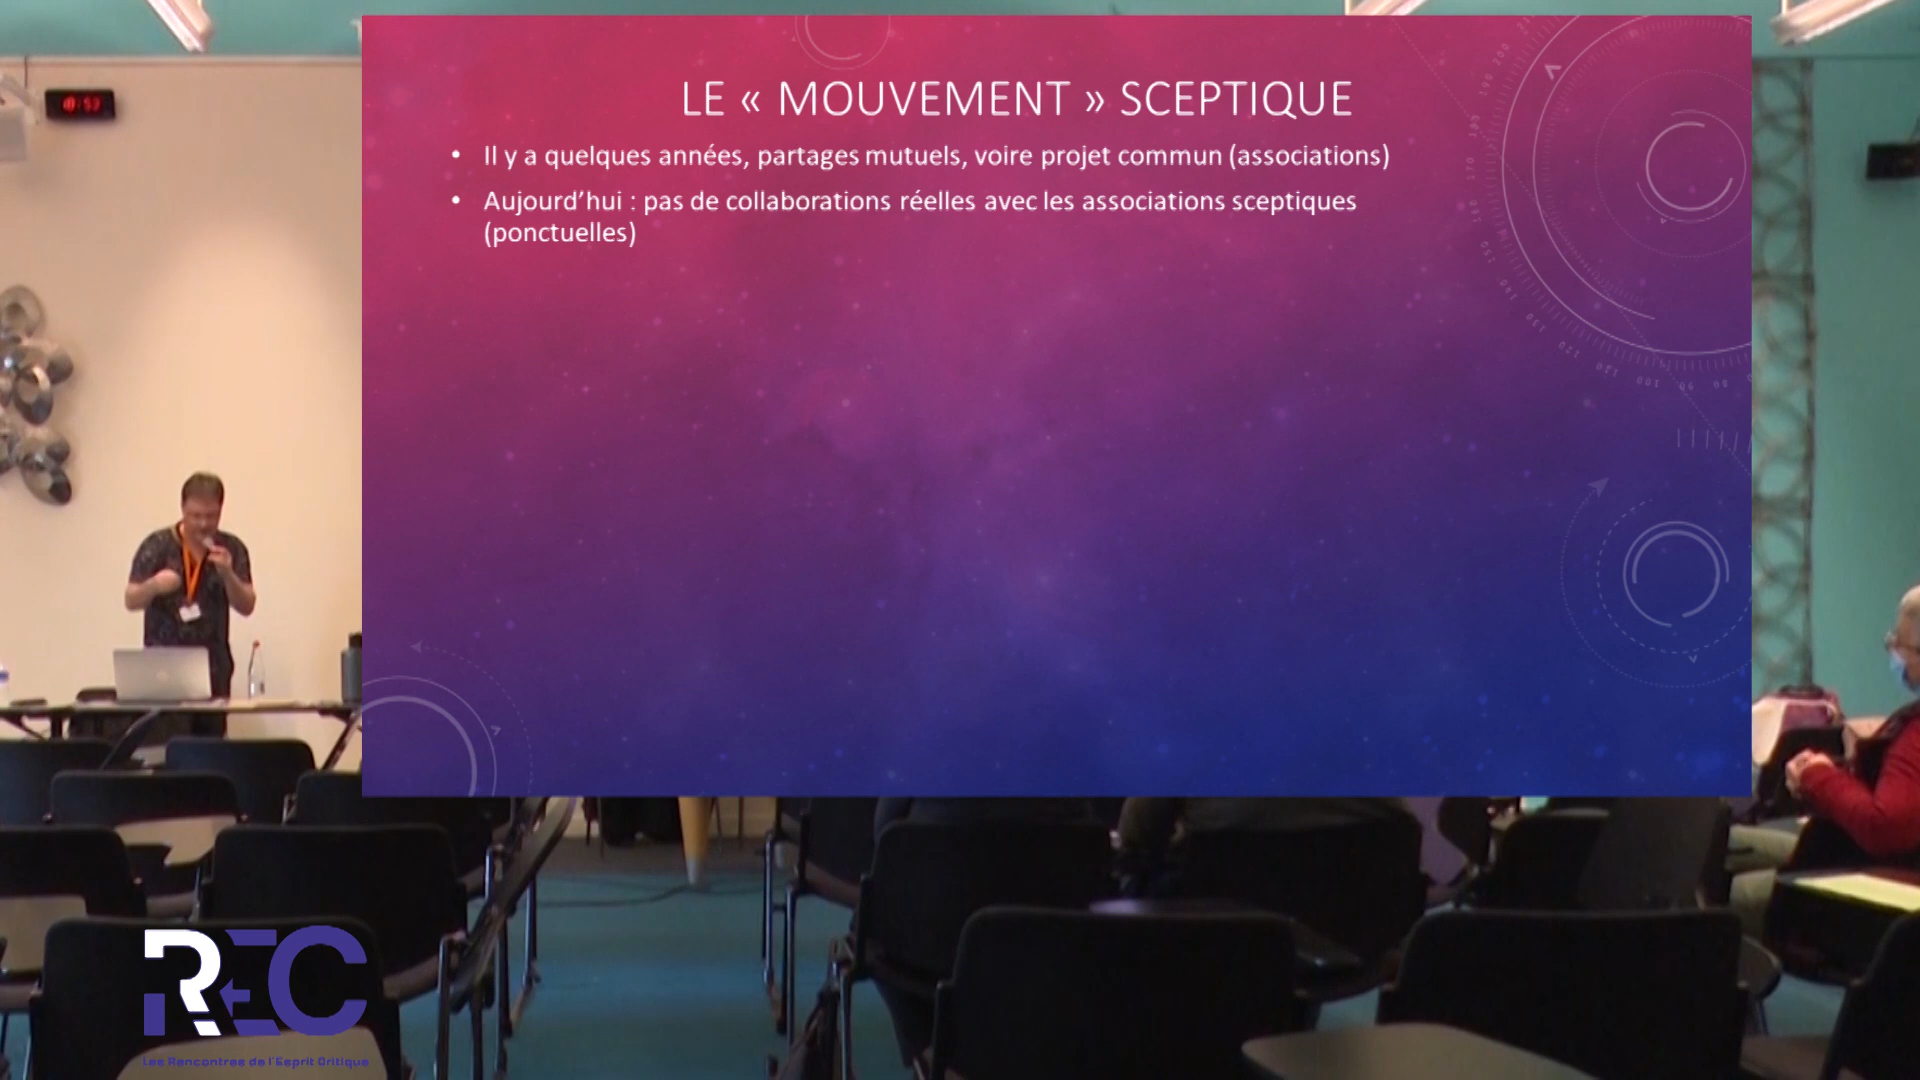 LE « MOUVEMENT » SCEPTIQUE
• Il y a quelques années, partages mutuels, voire projet commun (associations)
• Aujourd’hui : pas de collaborations réelles avec les associations sceptiques
(ponctuelles)
REC
Les Rencontres de l'Esprit Critique